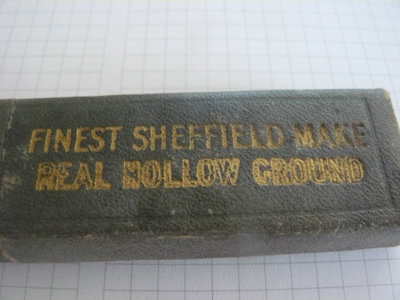 FINEST SHEFFIELD MAKE
REAL HOLLOW GROUND